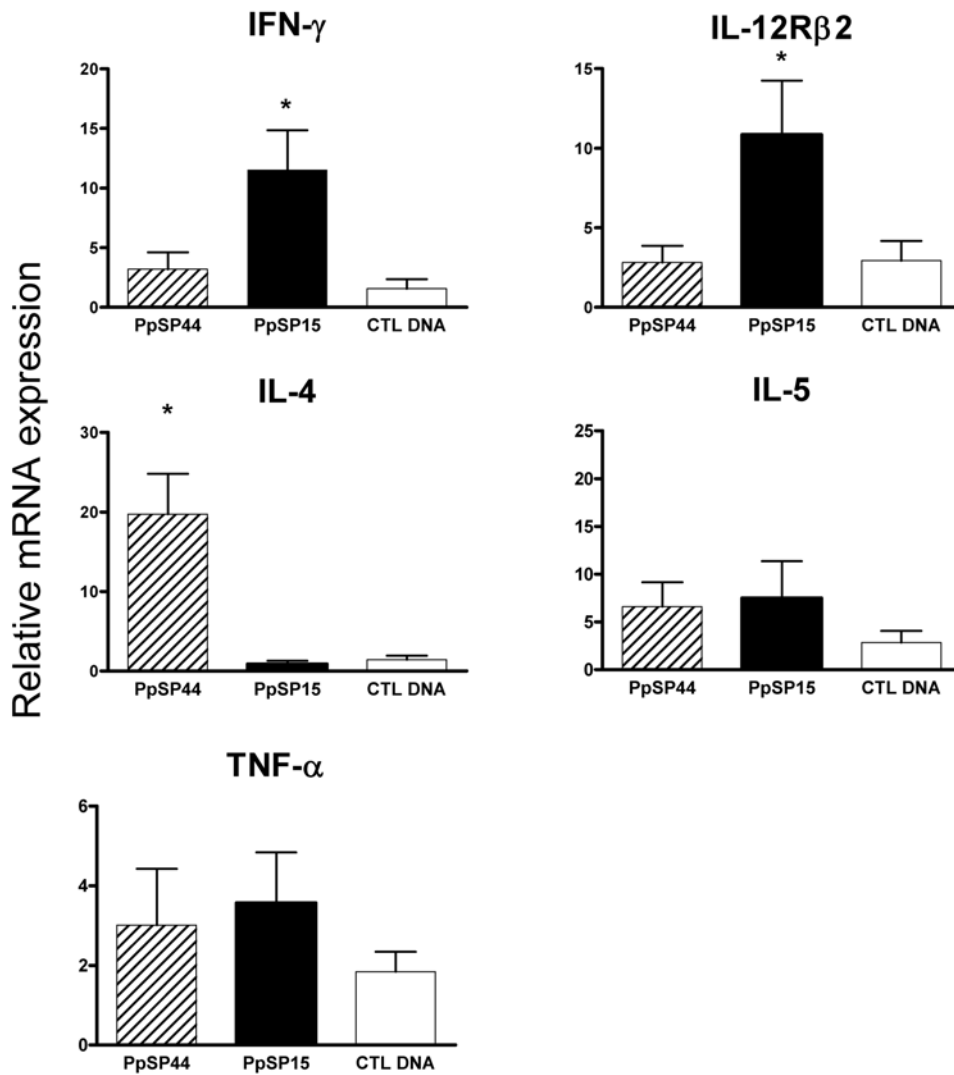 Relative mRNA expression
IFN-γ
20
*
15
10
5
0
PpSP44 PpSP15 CTL DNA
IL-12Rβ2
15
*
10
5
0
PpSP44 PpSP15 CTL DNA
IL-4
*
30
20
10
0
PpSP44 PpSP15 CTL DNA
IL-5
25
20
15
10
5
0
PpSP44 PpSP15 CTL DNA
TNF-α
6
4
2
0
PpSP44 PpSP15 CTL DNA